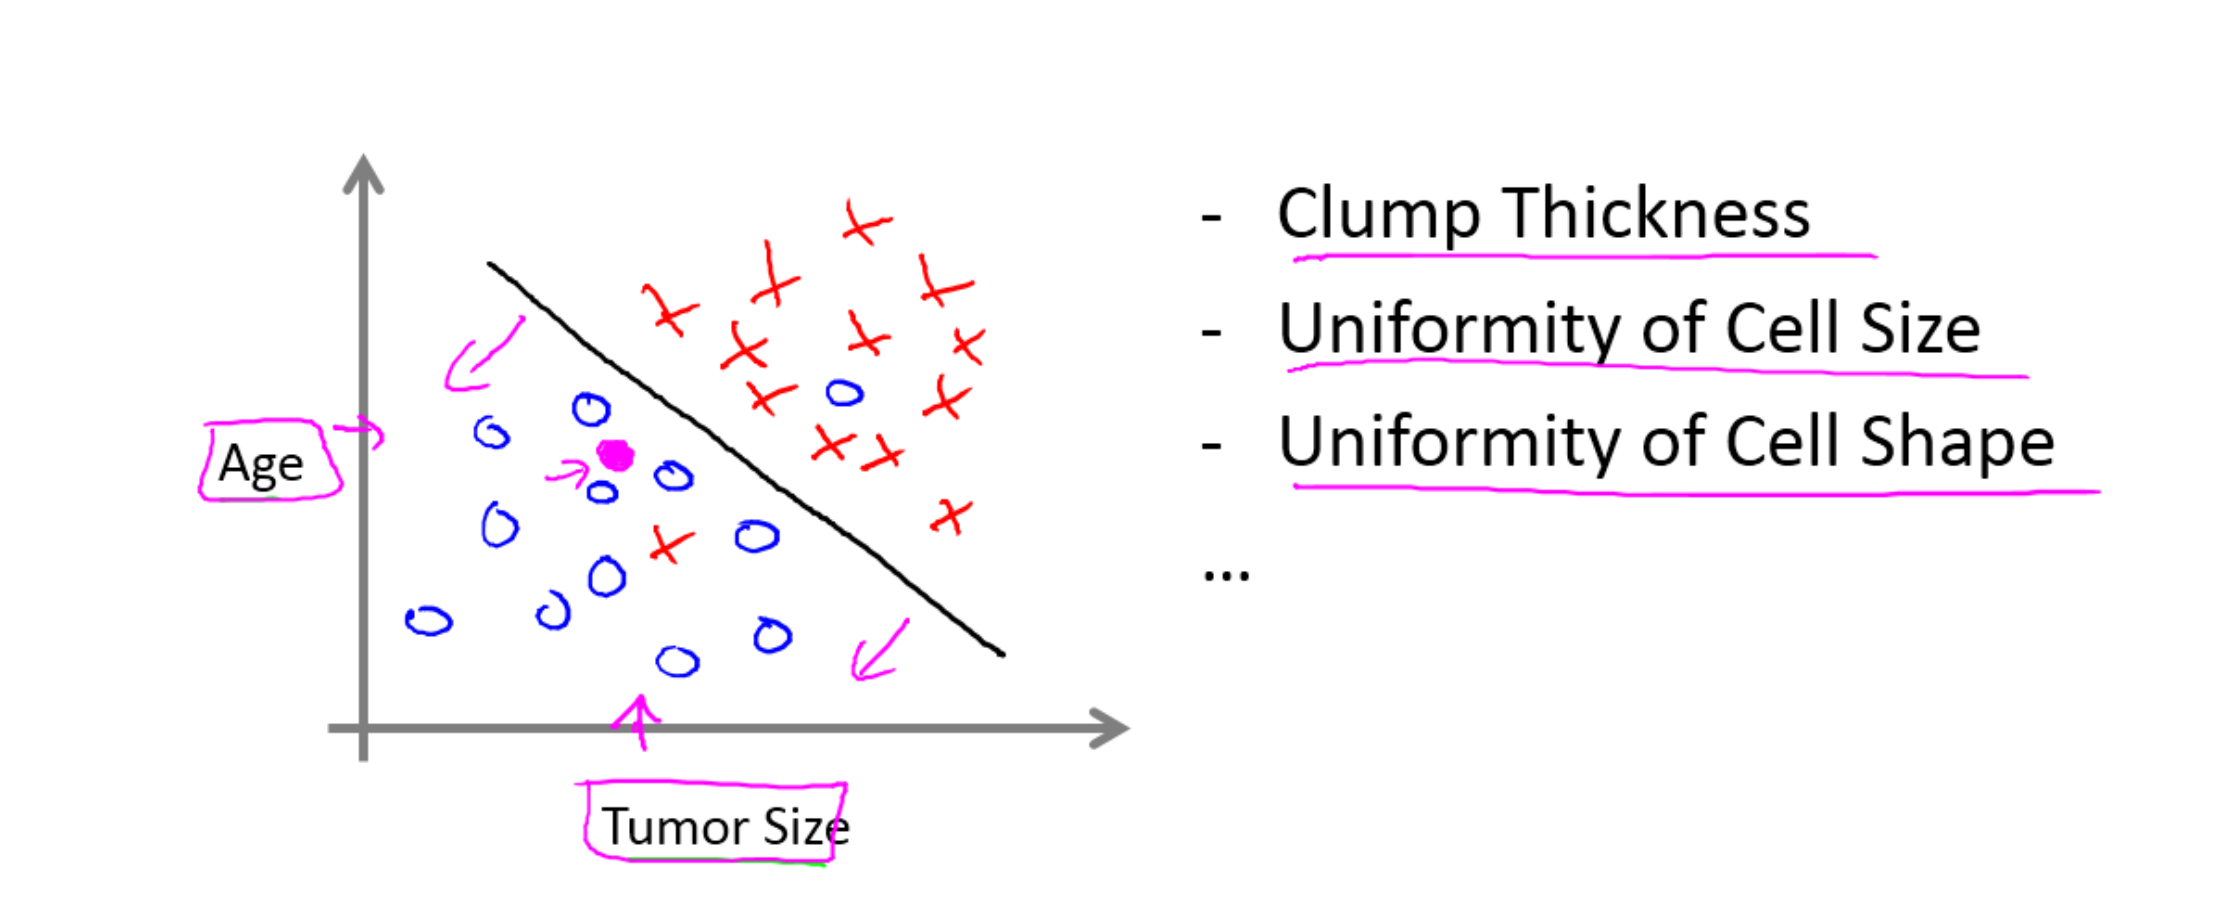 Age
Tumor Size
- Clump Thickness
- Uniformity of Cell Size
- Uniformity of Cell Shape
...